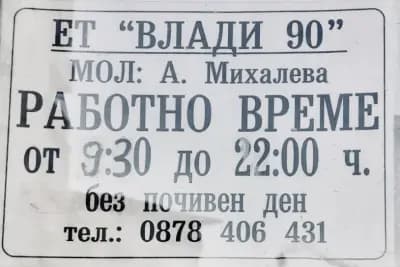 ЕТ "ВЛАДИ 90"
МОЛ: А. Михалева
РАБОТНО ВРЕМЕ
от 9:30 до 22:00 ч.
без почивен ден
тел.: 0878 406 431